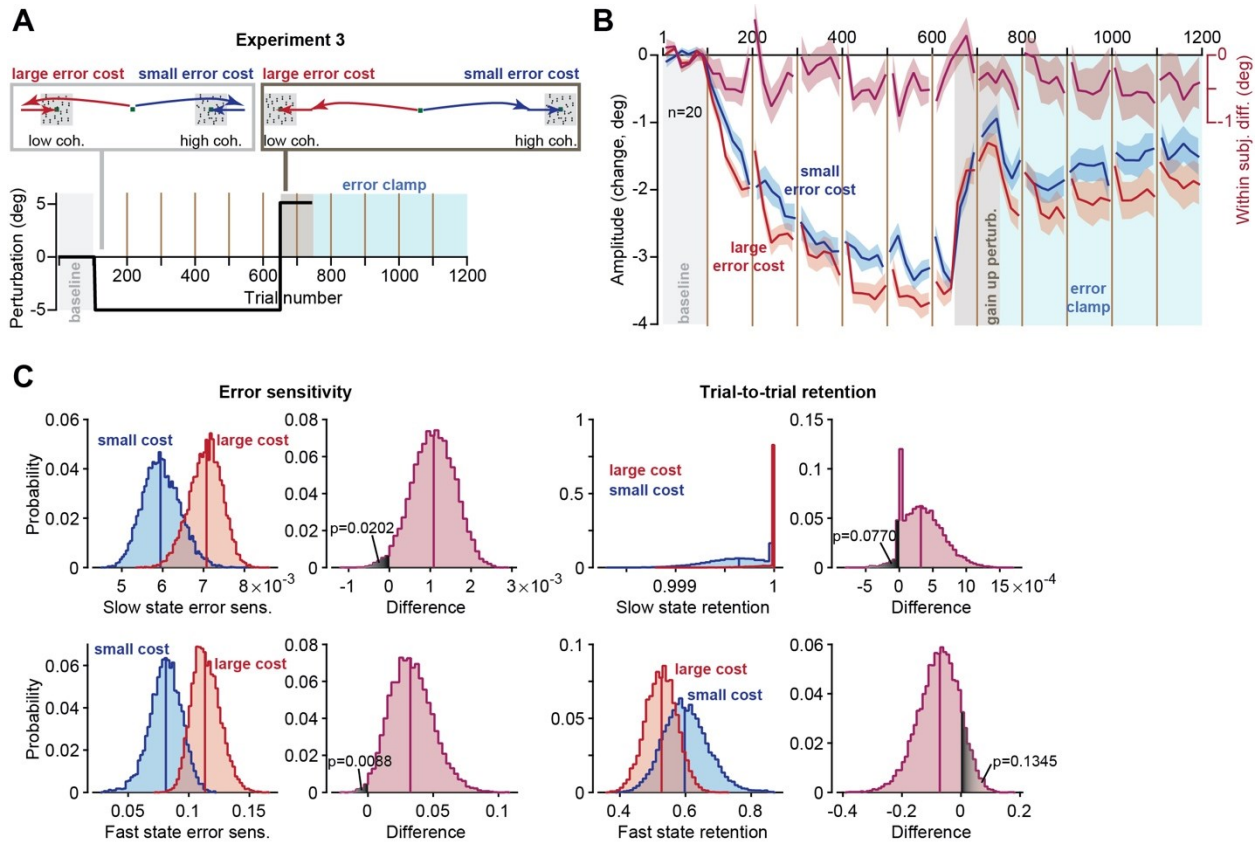 A
Experiment 3
large error cost
small error cost
large error cost
small error cost
low coh.
high coh.
low coh.
high coh.
Perturbation (deg)
5
0
-5
baseline
error clamp
200
400
600
800
1000
1200
Trial number
B
1
200
400
600
800
1000
1200
Amplitude (change, deg)
0
-1
-2
-3
-4
n=20
small
error cost
large
error cost
baseline
gain up perturb.
error
clamp
0
-1
Within subj. diff. (deg)
C
Error sensitivity
Trial-to-trial retention
Probability
0.06
0.04
0.02
0
small cost
large cost
5
6
7
8×10⁻³
Slow state error sens.
0.08
0.06
0.04
0.02
0
p=0.0202
-1
0
1
2
3×10⁻³
Difference
1
0.5
0
large cost
small cost
0.999
1
Slow state retention
0.15
0.1
0.05
0
p=0.0770
-5
0
5
15×10⁻⁴
Difference
Probability
0.06
0.04
0.02
0
small cost
large cost
0.05
0.1
0.15
Fast state error sens.
0.08
0.06
0.04
0.02
0
p=0.0088
0
0.05
0.1
Difference
0.1
0.05
0
large cost
small cost
0.4
0.6
0.8
Fast state retention
0.06
0.04
0.02
0
p=0.1345
-0.4
-0.2
0
0.2
Difference